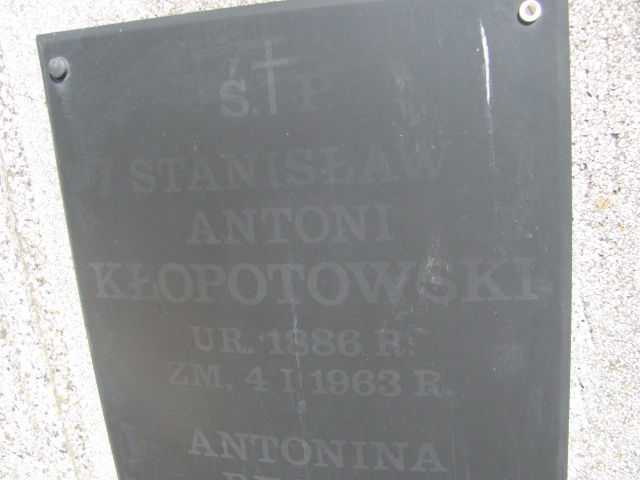 Ś. P.
STANISŁAW
ANTONI
KŁOPOTOWSKI
UR. 1886 R.
ZM. 4 I 1963 R.
ANTONINA